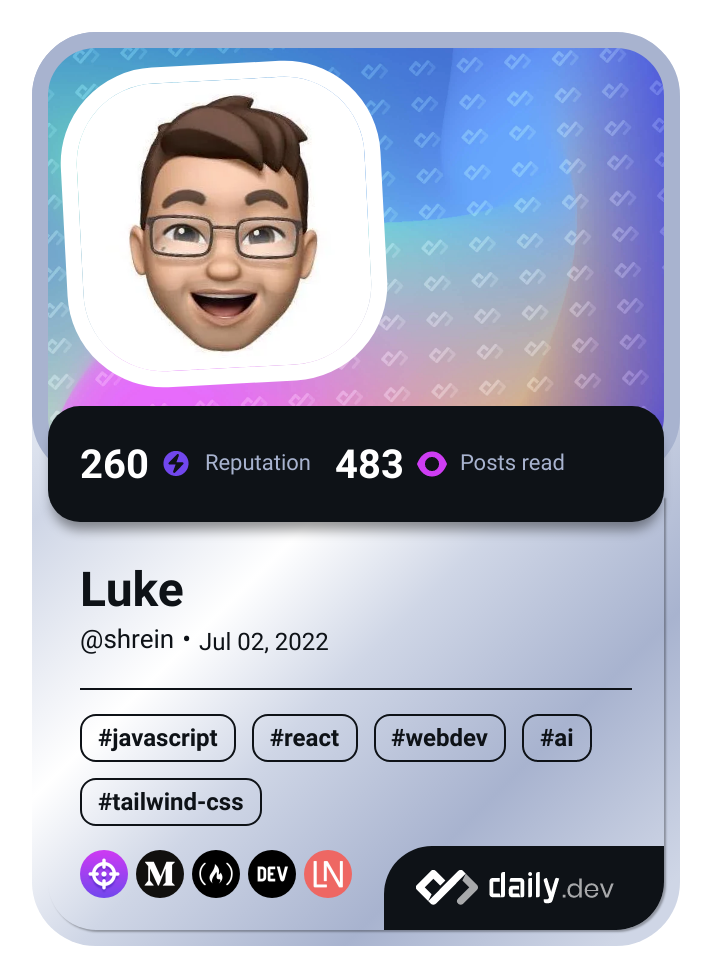 260 Reputation 483 Posts read
Luke
@shrein • Jul 02, 2022
#javascript #react #webdev #ai
#tailwind-css
M DEV LN daily.dev